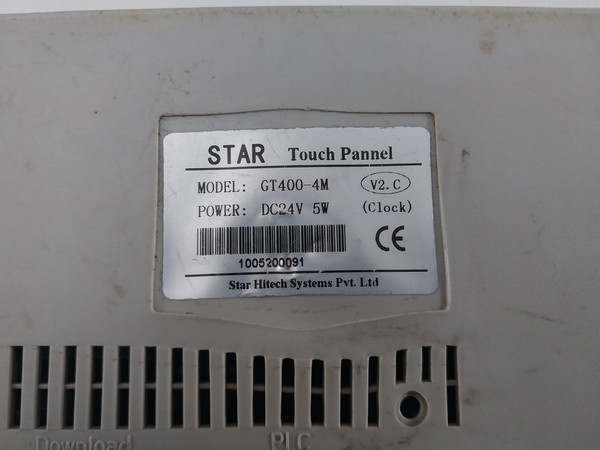 STAR Touch Pannel
MODEL: GT400-4M V2.C
POWER: DC24V 5W (Clock)
CE
1005200091
Star Hitech Systems Pvt. Ltd
Download PLC